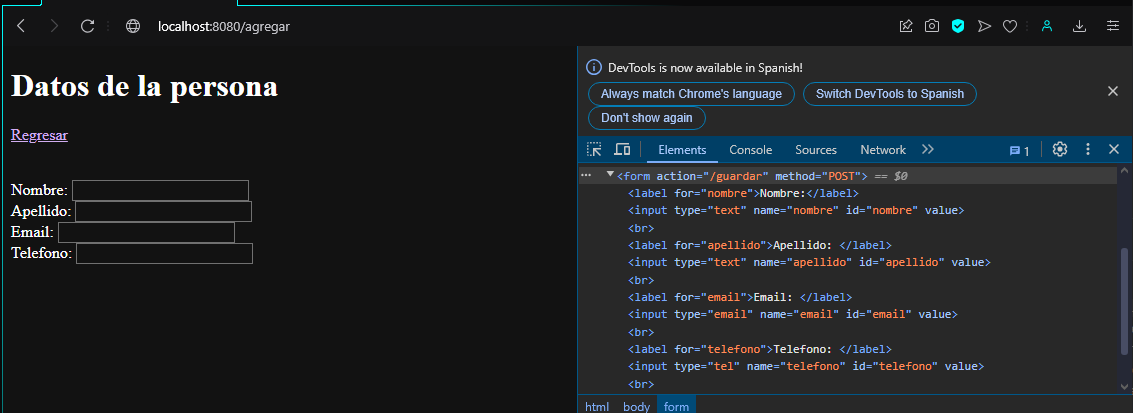 localhost:8080/agregar
Datos de la persona
Regresar
Nombre:
Apellido:
Email:
Telefono:
DevTools is now available in Spanish!
Always match Chrome's language
Switch DevTools to Spanish
Don't show again
Elements Console Sources Network 1
<form action="/guardar" method="POST"> == $0
<label for="nombre">Nombre:</label>
<input type="text" name="nombre" id="nombre" value>
<br>
<label for="apellido">Apellido: </label>
<input type="text" name="apellido" id="apellido" value>
<br>
<label for="email">Email: </label>
<input type="email" name="email" id="email" value>
<br>
<label for="telefono">Telefono: </label>
<input type="tel" name="telefono" id="telefono" value>
<br>
html body form